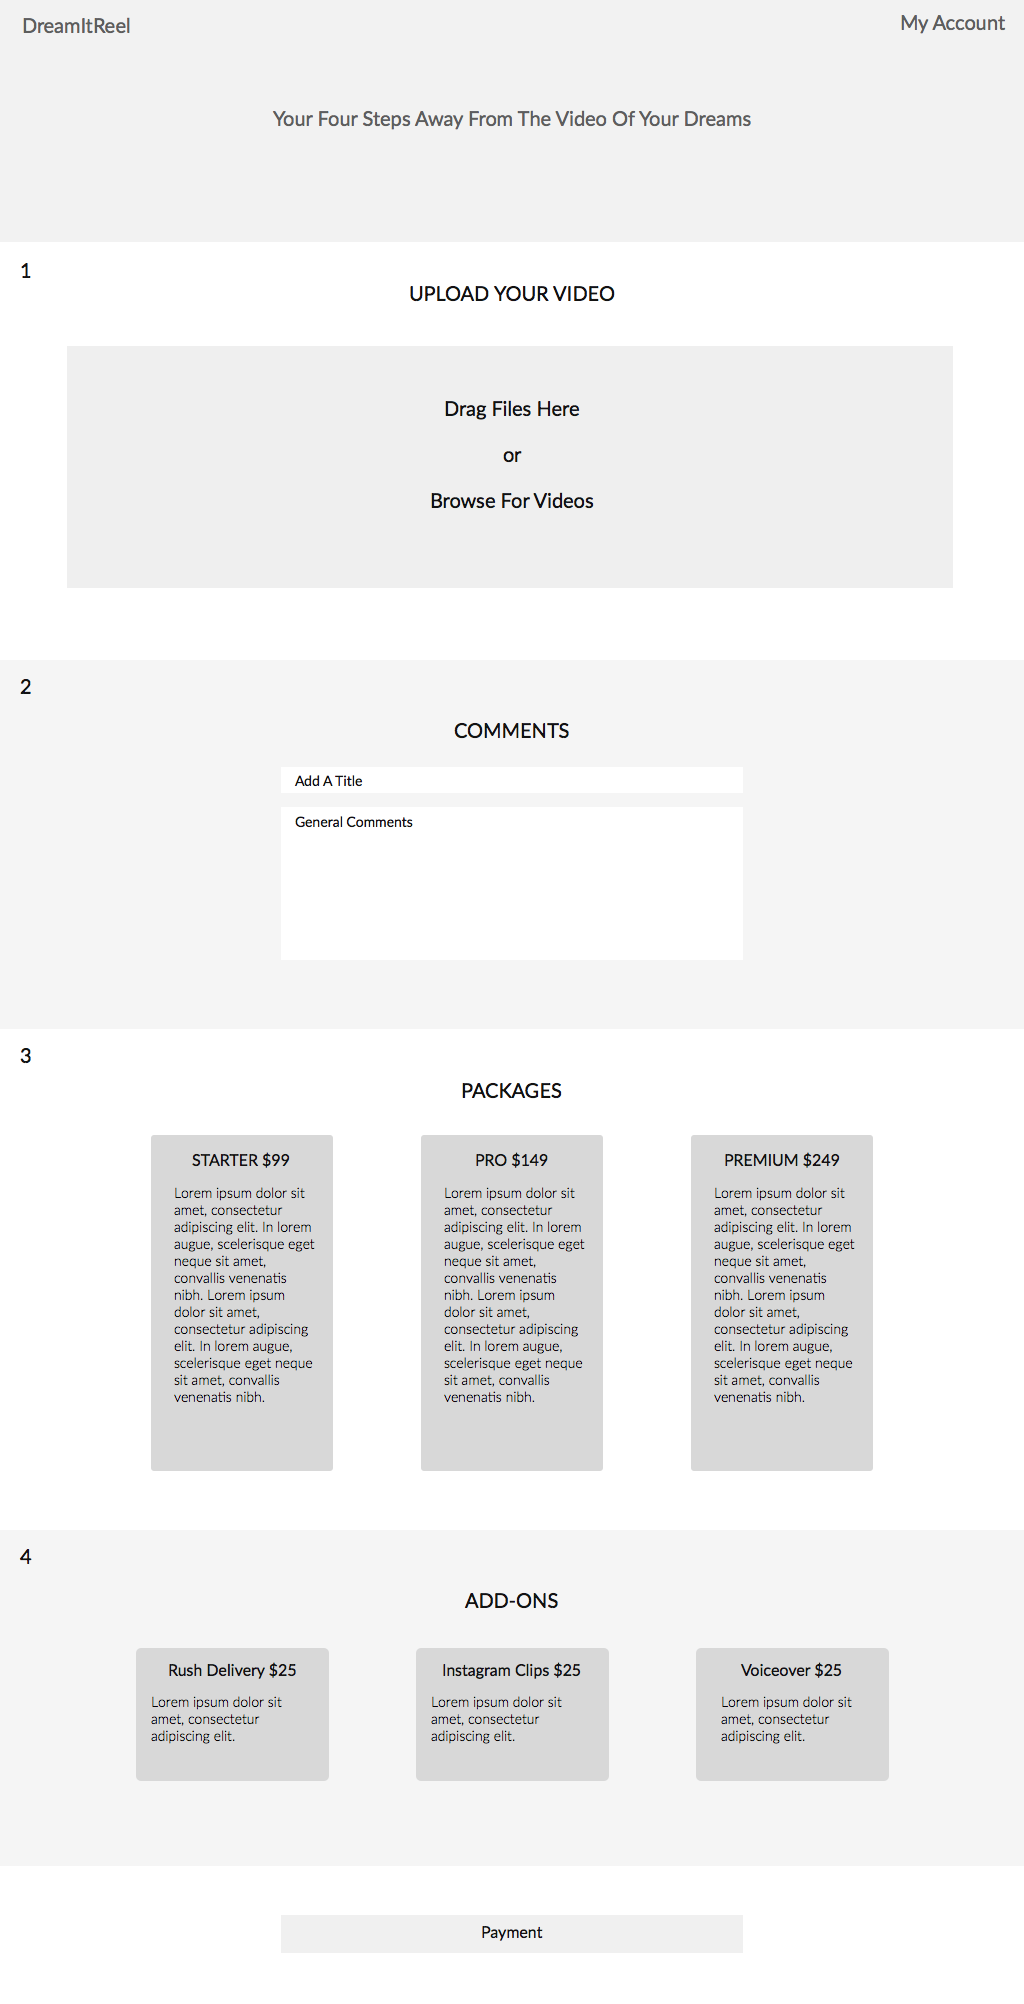 DreamItReel
My Account
Your Four Steps Away From The Video Of Your Dreams
1
UPLOAD YOUR VIDEO
Drag Files Here
or
Browse For Videos
2
COMMENTS
Add A Title
General Comments
3
PACKAGES
STARTER $99
Lorem ipsum dolor sit
amet, consectetur
adipiscing elit. In lorem
augue, scelerisque eget
neque sit amet,
convallis venenatis
nibh. Lorem ipsum
dolor sit amet,
consectetur adipiscing
elit. In lorem augue,
scelerisque eget neque
sit amet, convallis
venenatis nibh.
PRO $149
Lorem ipsum dolor sit
amet, consectetur
adipiscing elit. In lorem
augue, scelerisque eget
neque sit amet,
convallis venenatis
nibh. Lorem ipsum
dolor sit amet,
consectetur adipiscing
elit. In lorem augue,
scelerisque eget neque
sit amet, convallis
venenatis nibh.
PREMIUM $249
Lorem ipsum dolor sit
amet, consectetur
adipiscing elit. In lorem
augue, scelerisque eget
neque sit amet,
convallis venenatis
nibh. Lorem ipsum
dolor sit amet,
consectetur adipiscing
elit. In lorem augue,
scelerisque eget neque
sit amet, convallis
venenatis nibh.
4
ADD-ONS
Rush Delivery $25
Lorem ipsum dolor sit
amet, consectetur
adipiscing elit.
Instagram Clips $25
Lorem ipsum dolor sit
amet, consectetur
adipiscing elit.
Voiceover $25
Lorem ipsum dolor sit
amet, consectetur
adipiscing elit.
Payment